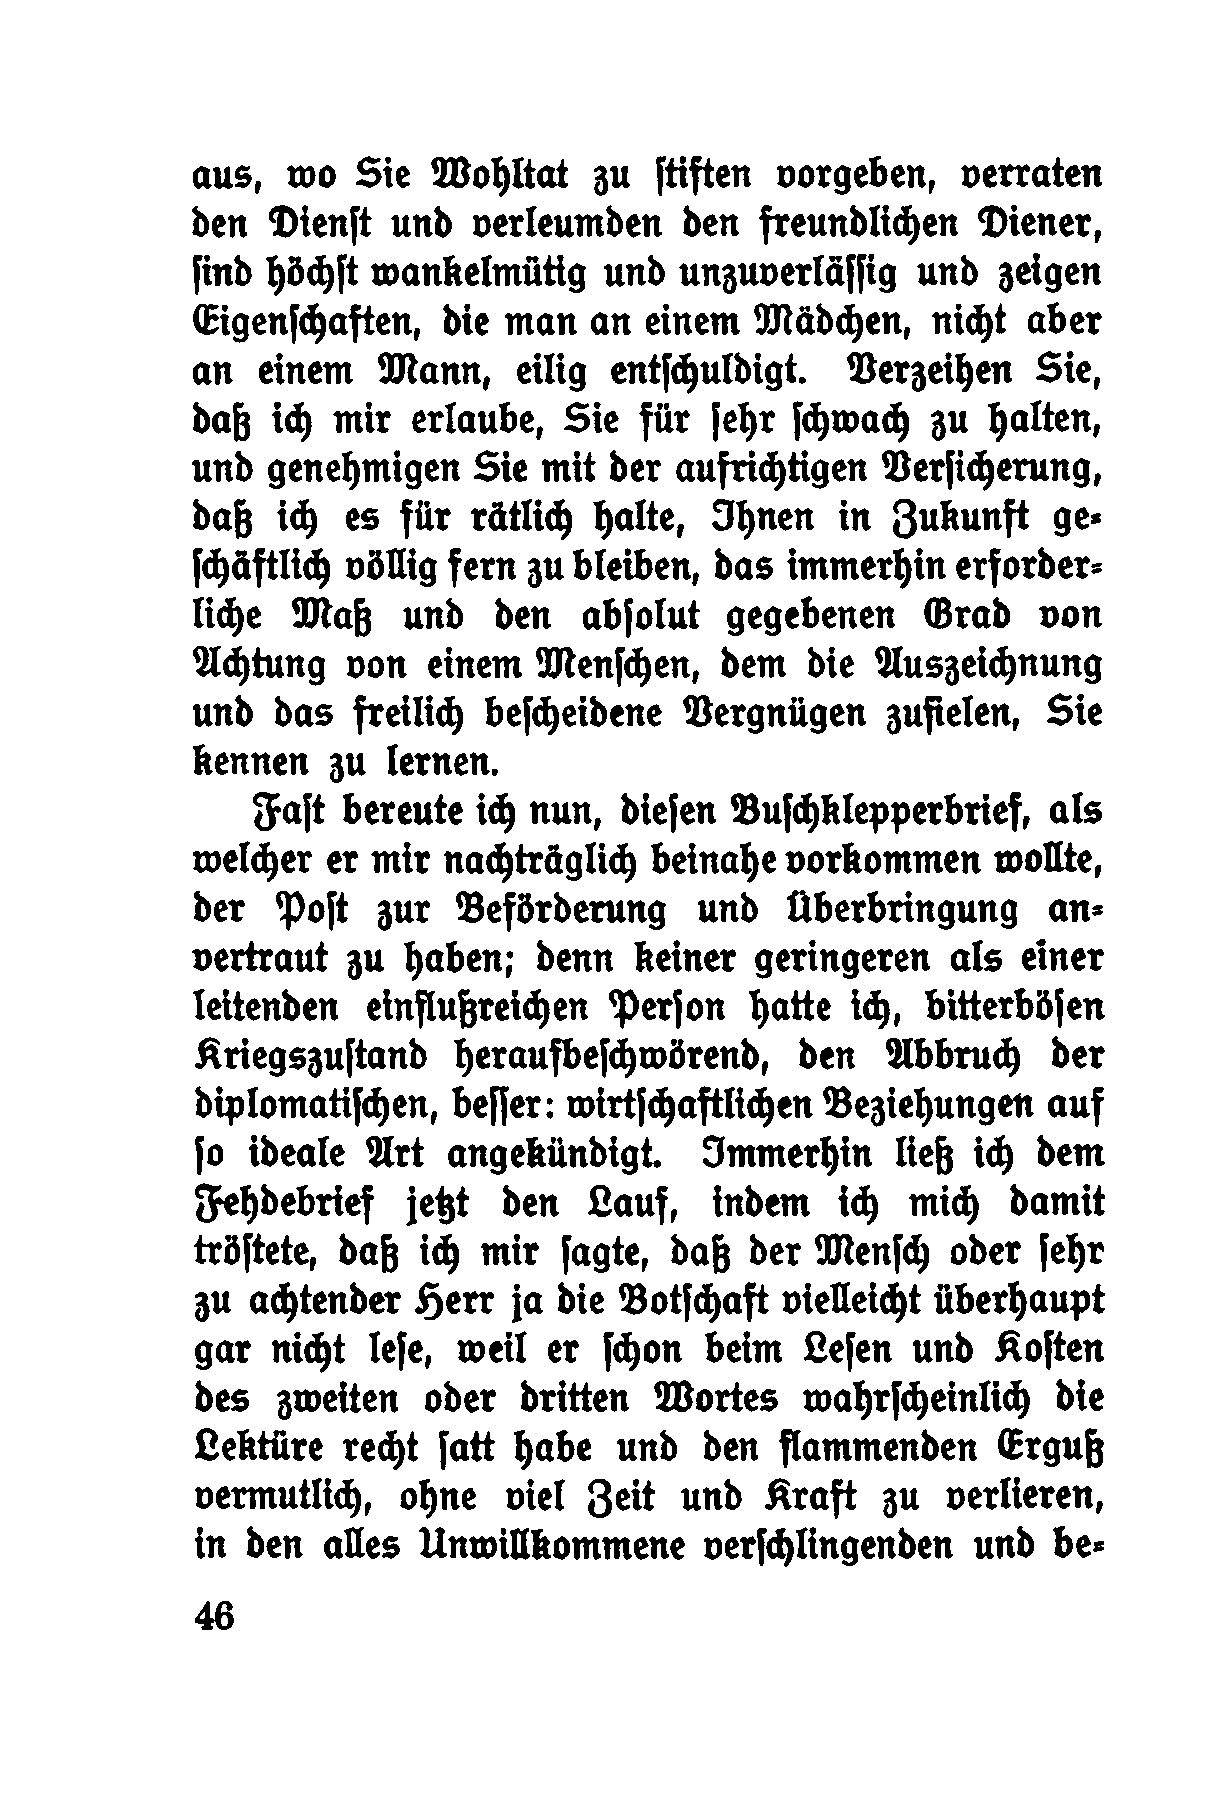 aus, wo Sie Wohltat zu ſtiften vorgeben, verraten
den Dienſt und verleumden den freundlichen Diener,
ſind höchſt wankelmütig und unzuverläſſig und zeigen
Eigenſchaften, die man an einem Mädchen, nicht aber
an einem Mann, eilig entſchuldigt. Verzeihen Sie,
daß ich mir erlaube, Sie für ſehr ſchwach zu halten,
und genehmigen Sie mit der aufrichtigen Verſicherung,
daß ich es für rätlich halte, Ihnen in Zukunft ge-
ſchäftlich völlig fern zu bleiben, das immerhin erforder-
liche Maß und den abſolut gegebenen Grad von
Achtung von einem Menſchen, dem die Auszeichnung
und das freilich beſcheidene Vergnügen zufielen, Sie
kennen zu lernen.
Faſt bereute ich nun, dieſen Buſchklepperbrief, als
welcher er mir nachträglich beinahe vorkommen wollte,
der Poſt zur Beförderung und Überbringung an-
vertraut zu haben; denn keiner geringeren als einer
leitenden einflußreichen Perſon hatte ich, bitterböſen
Kriegszuſtand heraufbeſchwörend, den Abbruch der
diplomatiſchen, beſſer: wirtſchaftlichen Beziehungen auf
ſo ideale Art angekündigt. Immerhin ließ ich dem
Fehdebrief jetzt den Lauf, indem ich mich damit
tröſtete, daß ich mir ſagte, daß der Menſch oder ſehr
zu achtender Herr ja die Botſchaft vielleicht überhaupt
gar nicht leſe, weil er ſchon beim Leſen und Koſten
des zweiten oder dritten Wortes wahrſcheinlich die
Lektüre recht ſatt habe und den flammenden Erguß
vermutlich, ohne viel Zeit und Kraft zu verlieren,
in den alles Unwillkommene verſchlingenden und be-
46